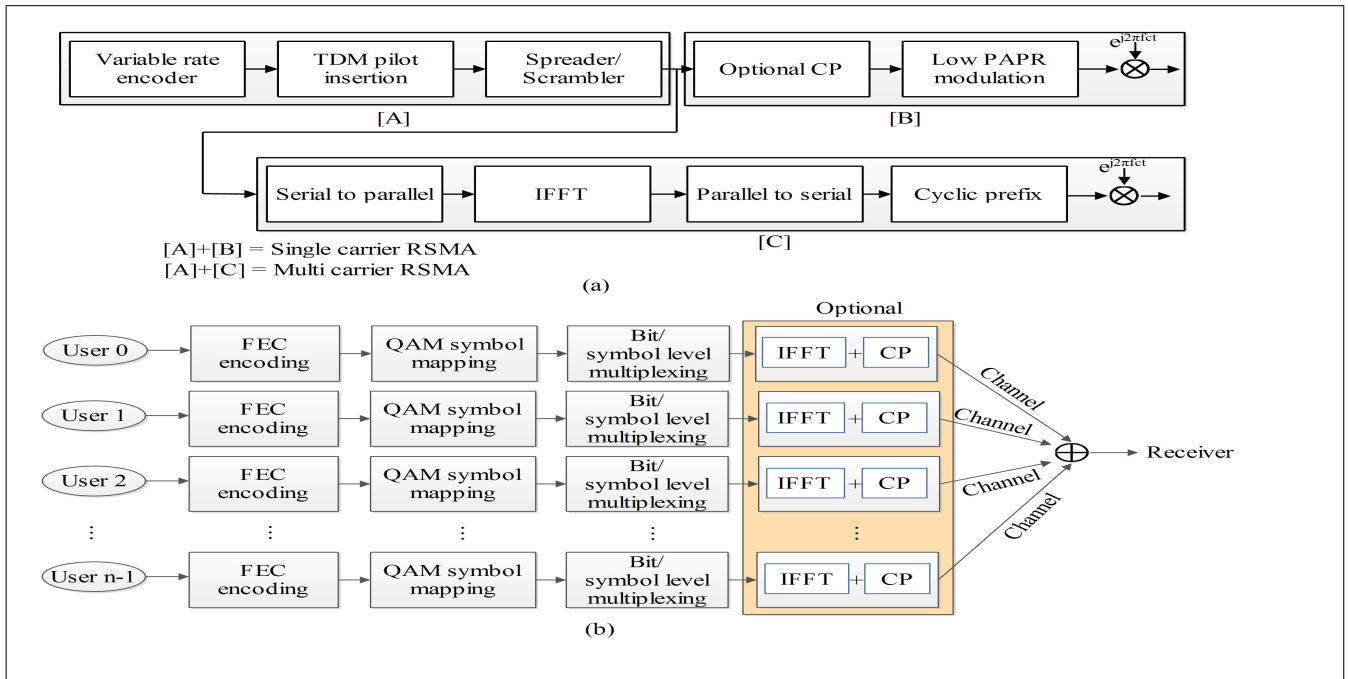 Variable rate encoder
TDM pilot insertion
Spreader/ Scrambler
Optional CP
Low PAPR modulation
e^j2πfct
[A]
[B]
Serial to parallel
IFFT
Parallel to serial
Cyclic prefix
e^j2πfct
[C]
[A]+[B] = Single carrier RSMA
[A]+[C] = Multi carrier RSMA
(a)
Optional
User 0
FEC encoding
QAM symbol mapping
Bit/ symbol level multiplexing
IFFT + CP
Channel
User 1
FEC encoding
QAM symbol mapping
Bit/ symbol level multiplexing
IFFT + CP
Channel
Receiver
User 2
FEC encoding
QAM symbol mapping
Bit/ symbol level multiplexing
IFFT + CP
Channel
⋮ ⋮ ⋮ ⋮ ⋮
User n-1
FEC encoding
QAM symbol mapping
Bit/ symbol level multiplexing
IFFT + CP
Channel
(b)